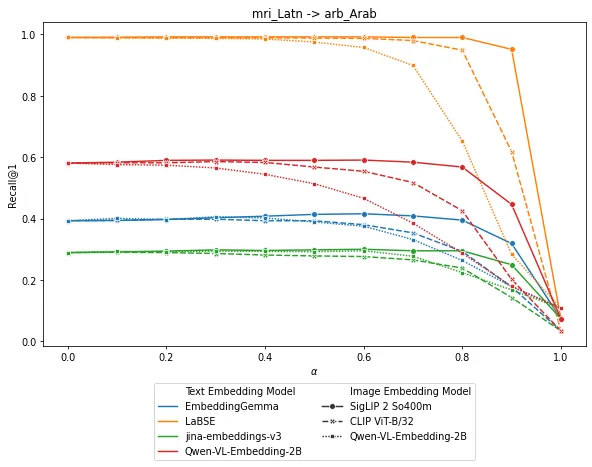 mri_Latn -> arb_Arab
Recall@1
1.0
0.8
0.6
0.4
0.2
0.0
0.0 0.2 0.4 0.6 0.8 1.0
α
Text Embedding Model
EmbeddingGemma
LaBSE
jina-embeddings-v3
Qwen-VL-Embedding-2B
Image Embedding Model
SigLIP 2 So400m
CLIP ViT-B/32
Qwen-VL-Embedding-2B